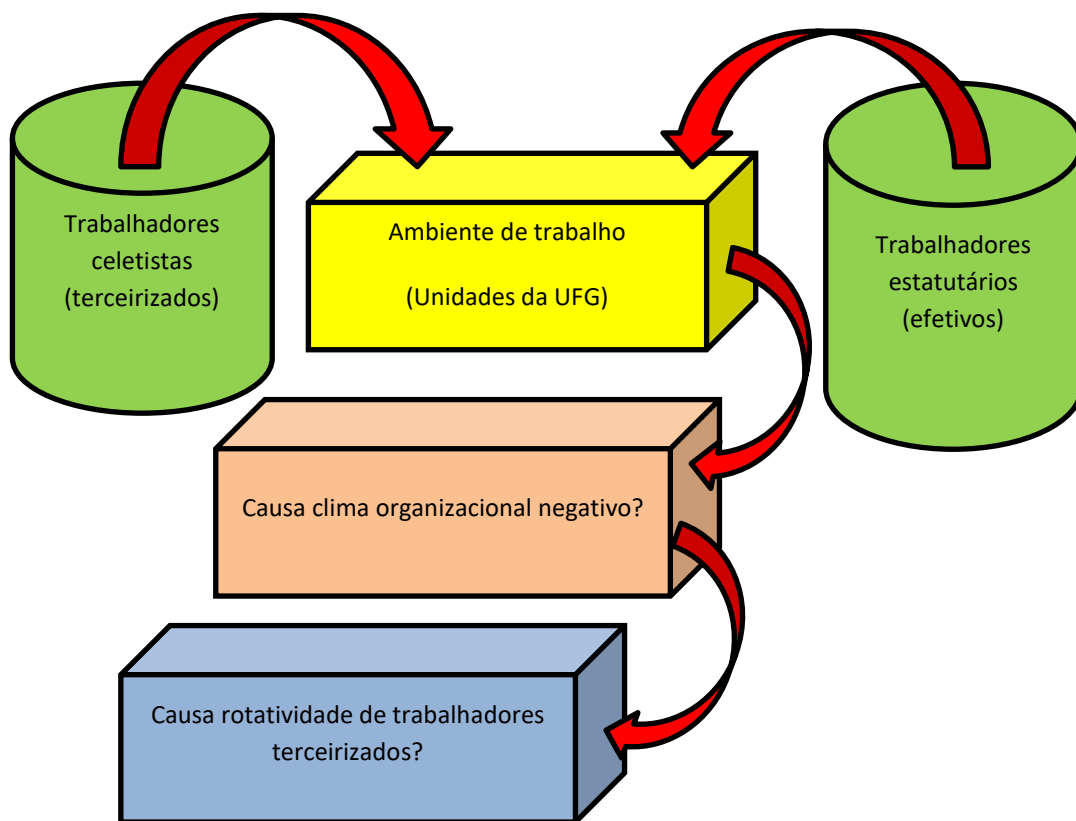 Trabalhadores
celetistas
(terceirizados)
Ambiente de trabalho
(Unidades da UFG)
Trabalhadores
estatutários
(efetivos)
Causa clima organizacional negativo?
Causa rotatividade de trabalhadores
terceirizados?